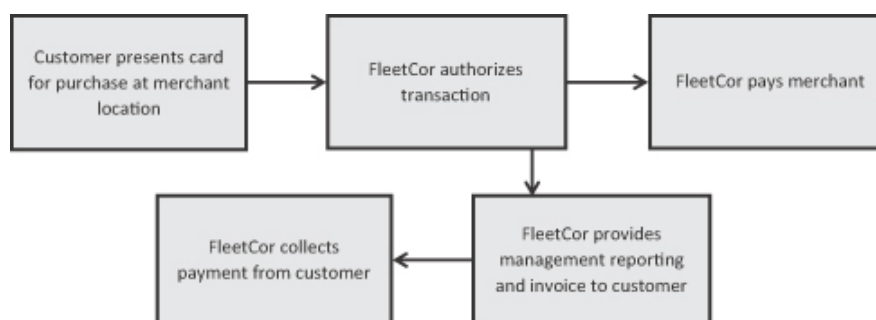 Customer presents card
for purchase at merchant
location
FleetCor authorizes
transaction
FleetCor pays merchant
FleetCor collects
payment from customer
FleetCor provides
management reporting
and invoice to customer